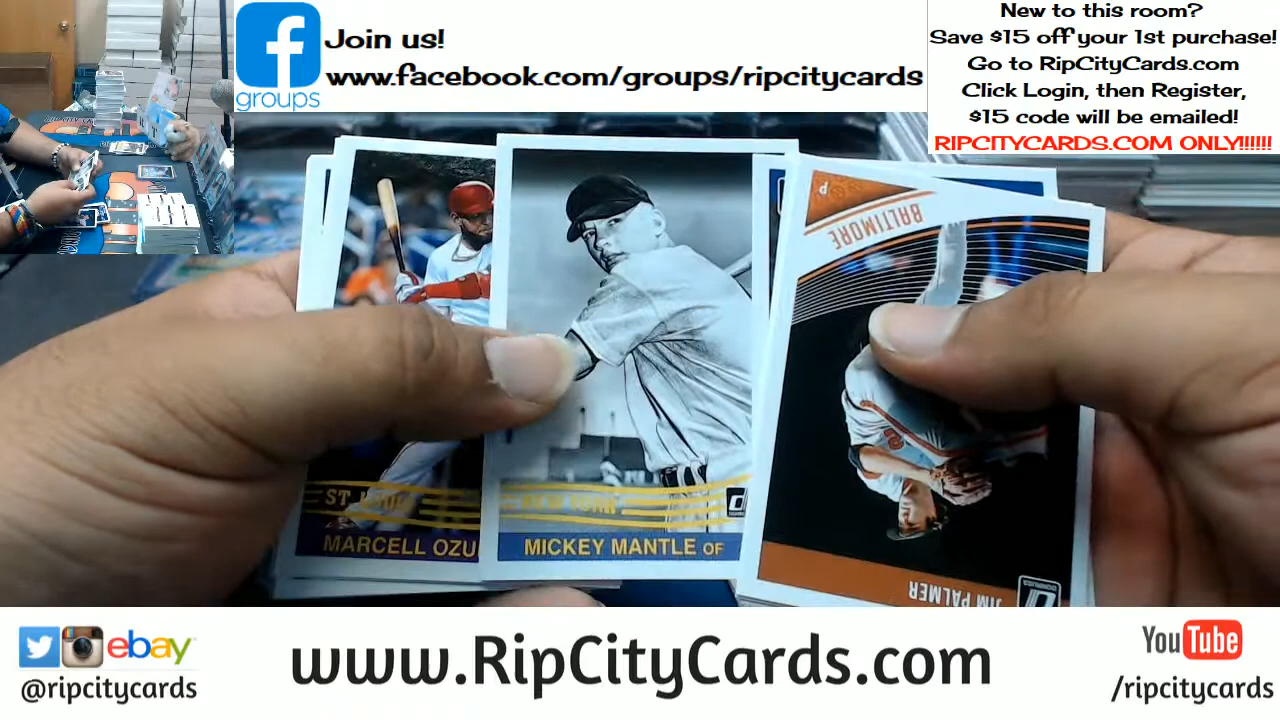 Join us!
www.facebook.com/groups/ripcitycards
groups
New to this room?
Save $15 off your 1st purchase!
Go to RipCityCards.com
Click Login, then Register,
$15 code will be emailed!
RIPCITYCARDS.COM ONLY!!!!!!
P
BALTIMORE
NEW YORK
MARCELL OZU
MICKEY MANTLE OF
JIM PALMER
DONRUSS
ebay
@ripcitycards
www.RipCityCards.com
YouTube
/ripcitycards